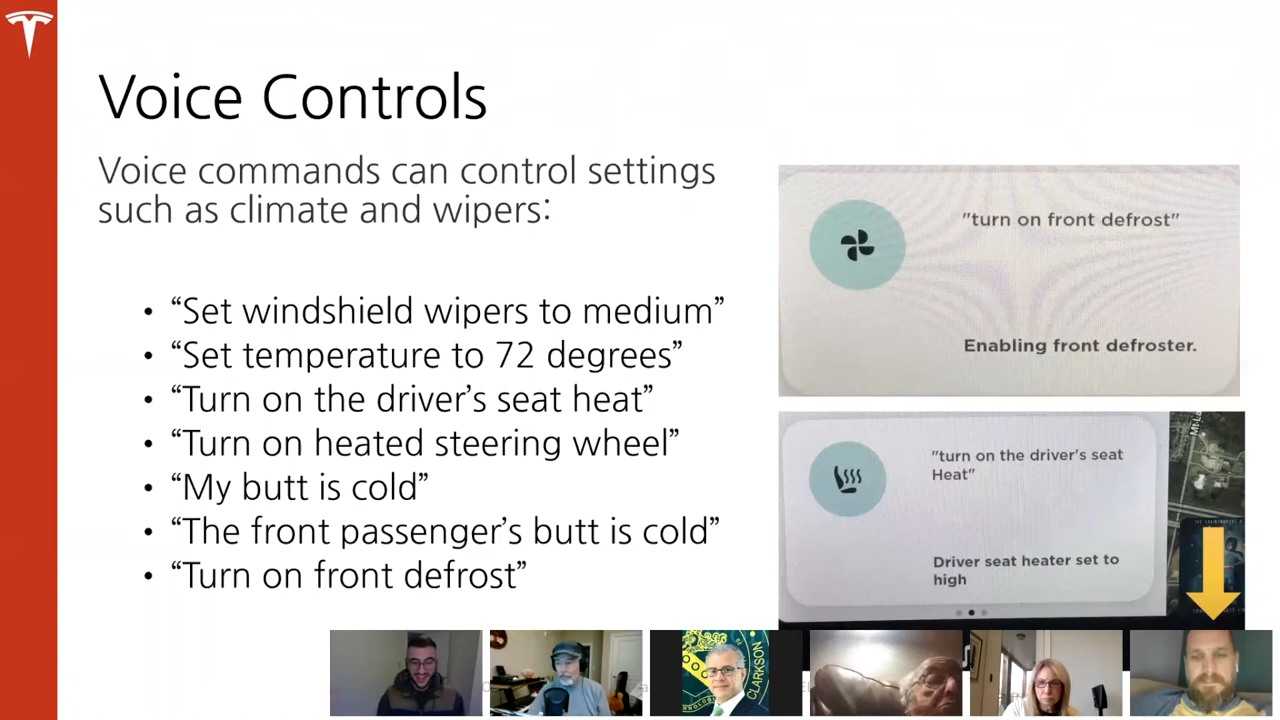 Voice Controls
Voice commands can control settings
such as climate and wipers:
• “Set windshield wipers to medium”
• “Set temperature to 72 degrees”
• “Turn on the driver’s seat heat”
• “Turn on heated steering wheel”
• “My butt is cold”
• “The front passenger’s butt is cold”
• “Turn on front defrost”
"turn on front defrost"
Enabling front defroster.
"turn on the driver's seat
Heat"
Driver seat heater set to
high
CLARKSON